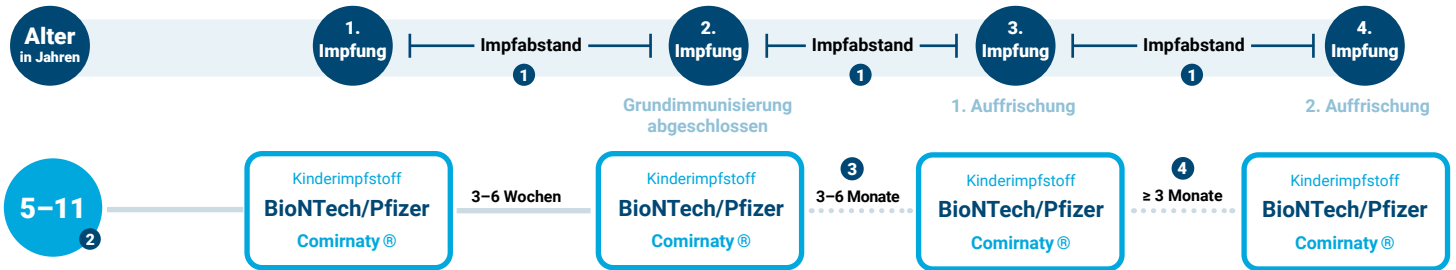 Alter
in Jahren
1.
Impfung
Impfabstand
1
2.
Impfung
Impfabstand
1
3.
Impfung
Impfabstand
1
4.
Impfung
Grundimmunisierung
abgeschlossen
1. Auffrischung
2. Auffrischung
5–11
2
Kinderimpfstoff
BioNTech/Pfizer
Comirnaty ®
3–6 Wochen
Kinderimpfstoff
BioNTech/Pfizer
Comirnaty ®
3
3–6 Monate
Kinderimpfstoff
BioNTech/Pfizer
Comirnaty ®
4
≥ 3 Monate
Kinderimpfstoff
BioNTech/Pfizer
Comirnaty ®